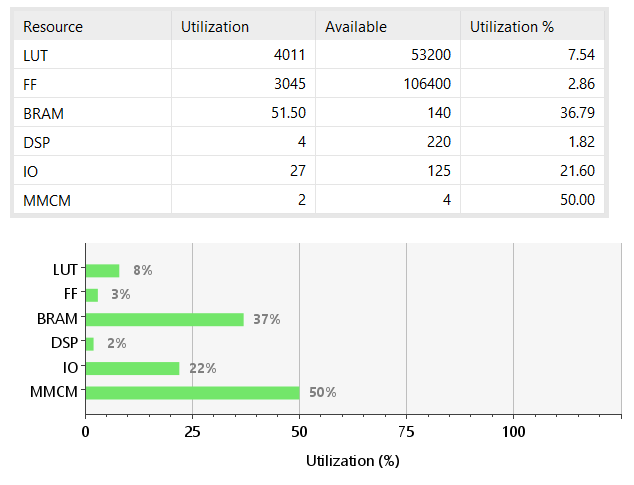 Resource Utilization Available Utilization %
LUT 4011 53200 7.54
FF 3045 106400 2.86
BRAM 51.50 140 36.79
DSP 4 220 1.82
IO 27 125 21.60
MMCM 2 4 50.00
LUT 8%
FF 3%
BRAM 37%
DSP 2%
IO 22%
MMCM 50%
0 25 50 75 100
Utilization (%)